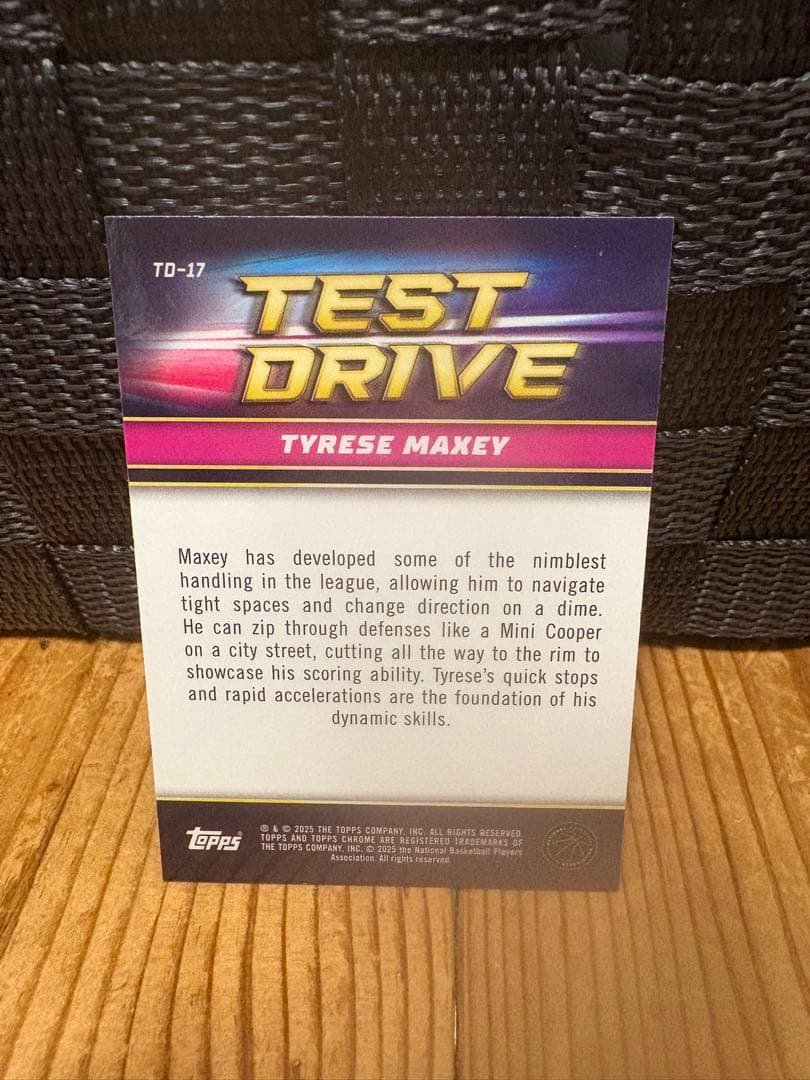 TD-17
TEST
DRIVE
TYRESE MAXEY
Maxey has developed some of the nimblest
handling in the league, allowing him to navigate
tight spaces and change direction on a dime.
He can zip through defenses like a Mini Cooper
on a city street, cutting all the way to the rim to
showcase his scoring ability. Tyrese's quick stops
and rapid accelerations are the foundation of his
dynamic skills.
Topps
® & © 2025 THE TOPPS COMPANY, INC. ALL RIGHTS RESERVED
TOPPS AND TOPPS CHROME ARE REGISTERED TRADEMARKS OF
THE TOPPS COMPANY, INC. © 2025 the National Basketball Players
Association. All rights reserved.